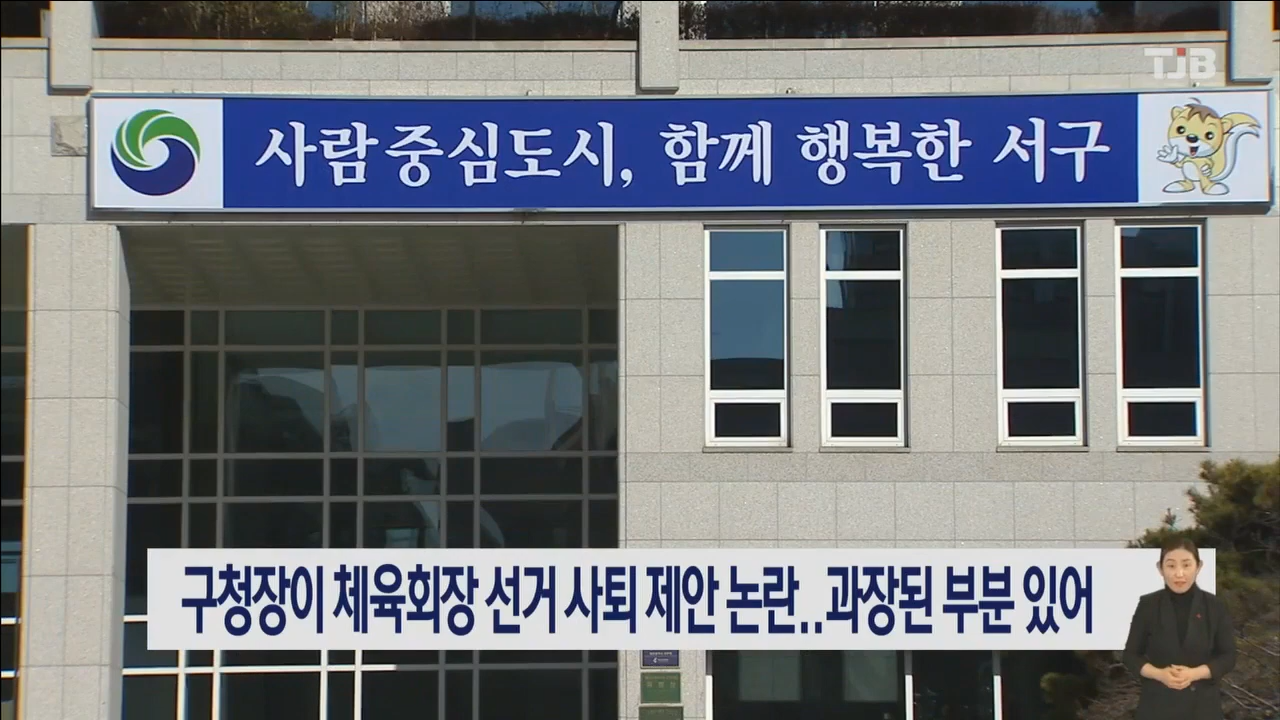 TJB
사람중심도시, 함께 행복한 서구
구청장이 체육회장 선거 사퇴 제안 논란..과장된 부분 있어